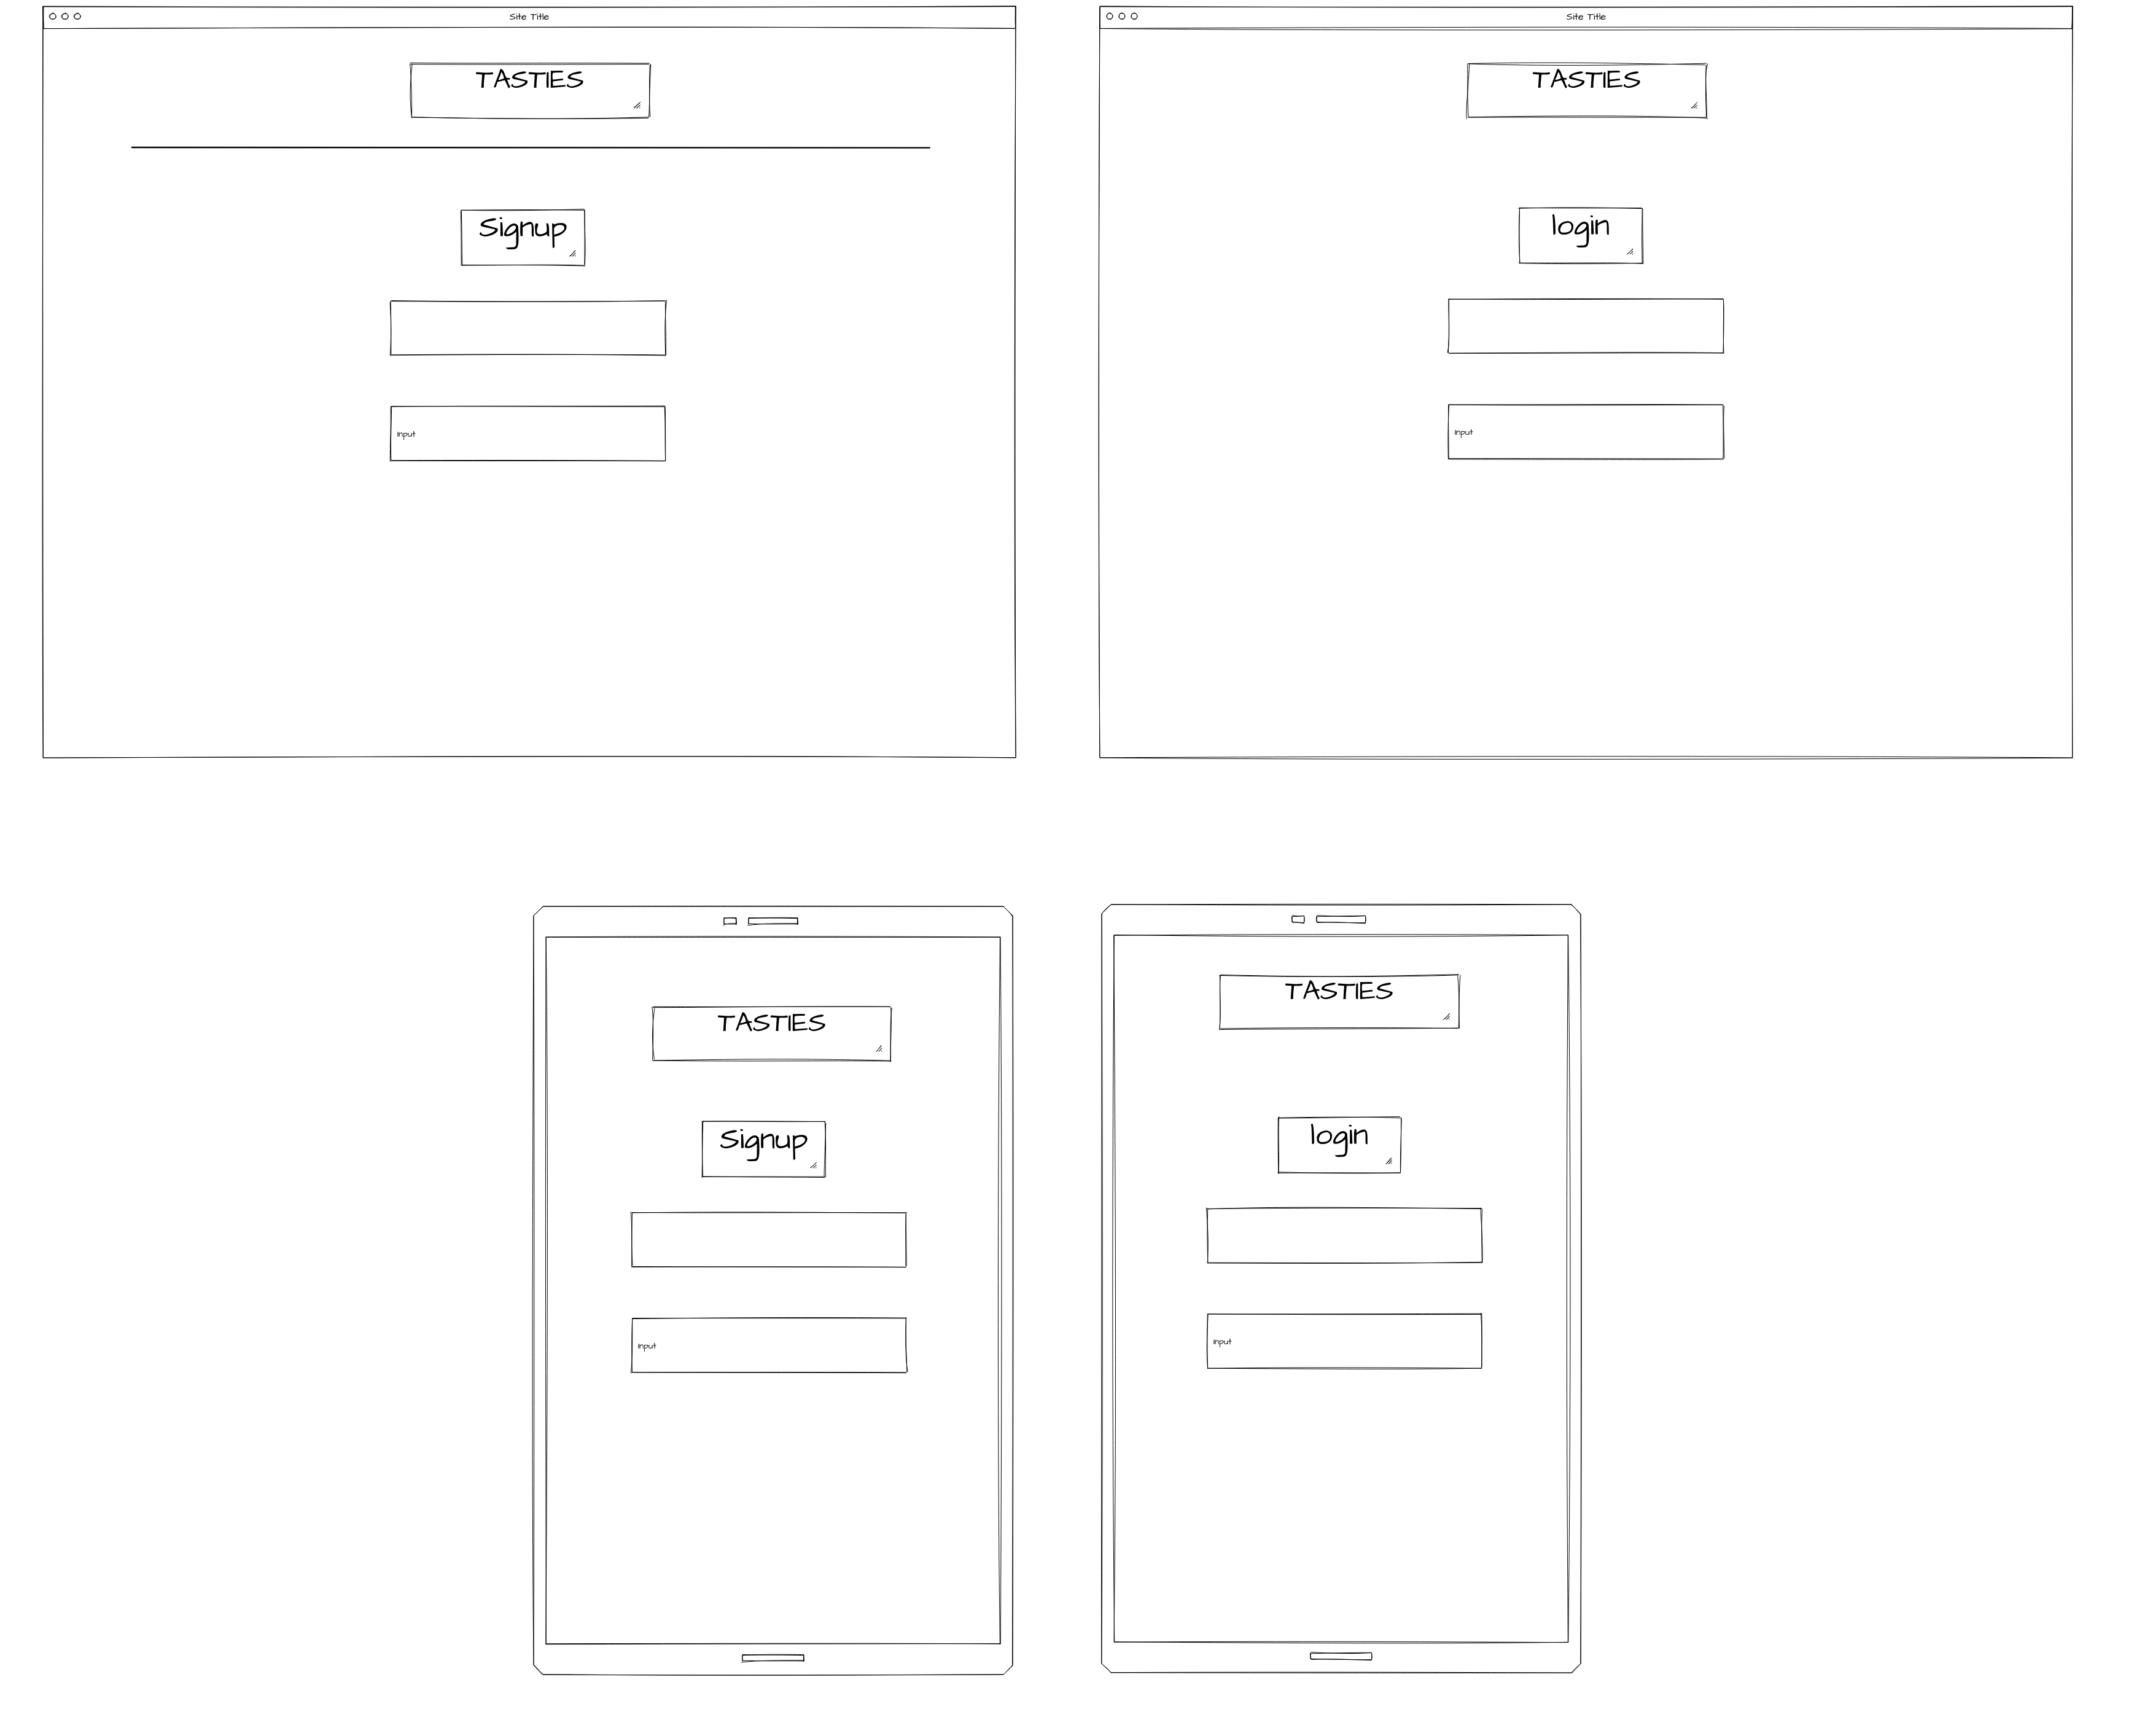 Site Title
TASTIES
Signup
Input
Site Title
TASTIES
login
Input
TASTIES
Signup
Input
TASTIES
login
Input